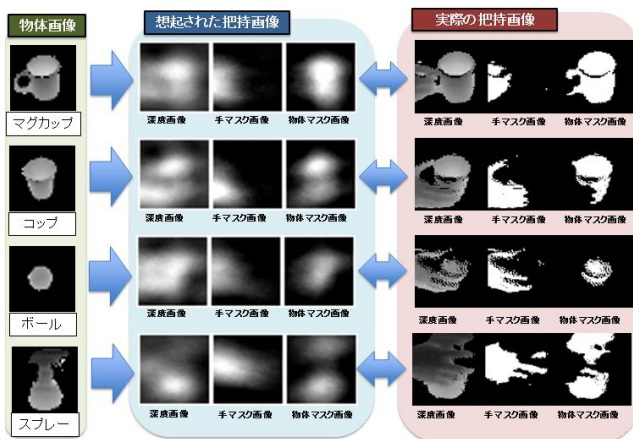 物体画像
想起された把持画像
実際の把持画像
マグカップ
深度画像
手マスク画像
物体マスク画像
深度画像
手マスク画像
物体マスク画像
コップ
深度画像
手マスク画像
物体マスク画像
深度画像
手マスク画像
物体マスク画像
ボール
深度画像
手マスク画像
物体マスク画像
深度画像
手マスク画像
物体マスク画像
スプレー
深度画像
手マスク画像
物体マスク画像
深度画像
手マスク画像
物体マスク画像